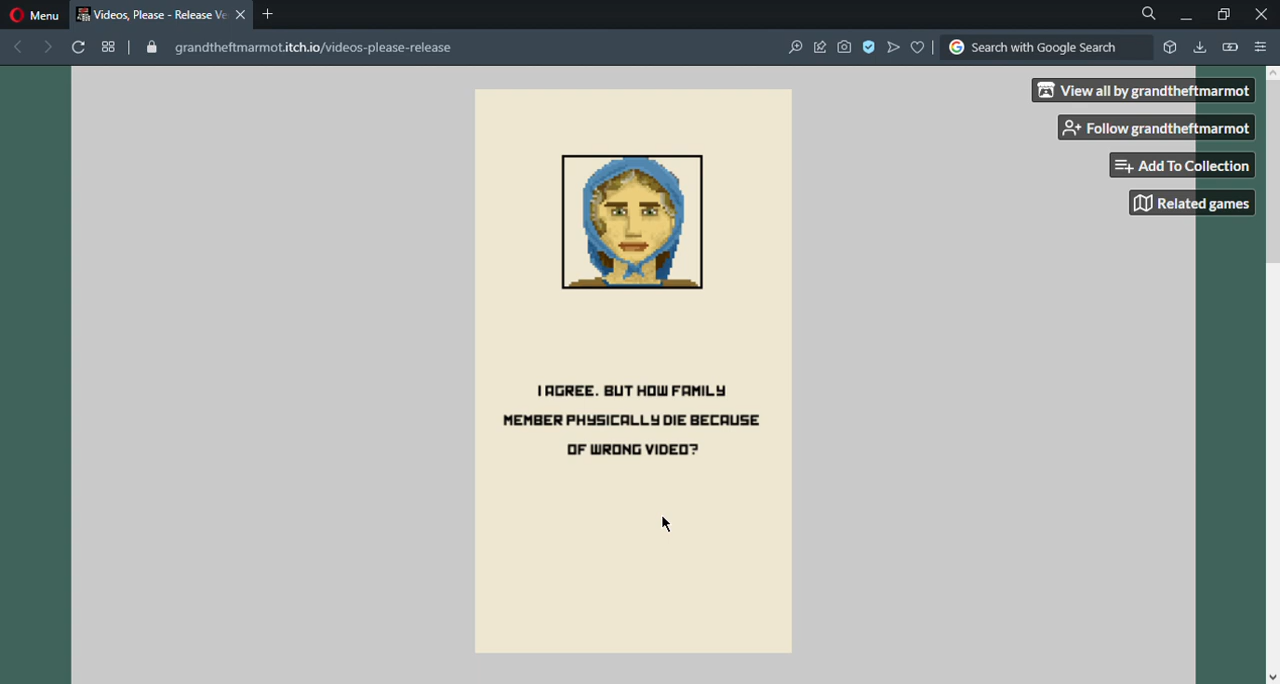 Menu
Videos, Please - Release Ve
grandtheftmarmot.itch.io/videos-please-release
Search with Google Search
View all by grandtheftmarmot
Follow grandtheftmarmot
Add To Collection
Related games
I AGREE. BUT HOW FAMILY
MEMBER PHYSICALLY DIE BECAUSE
OF WRONG VIDEO?